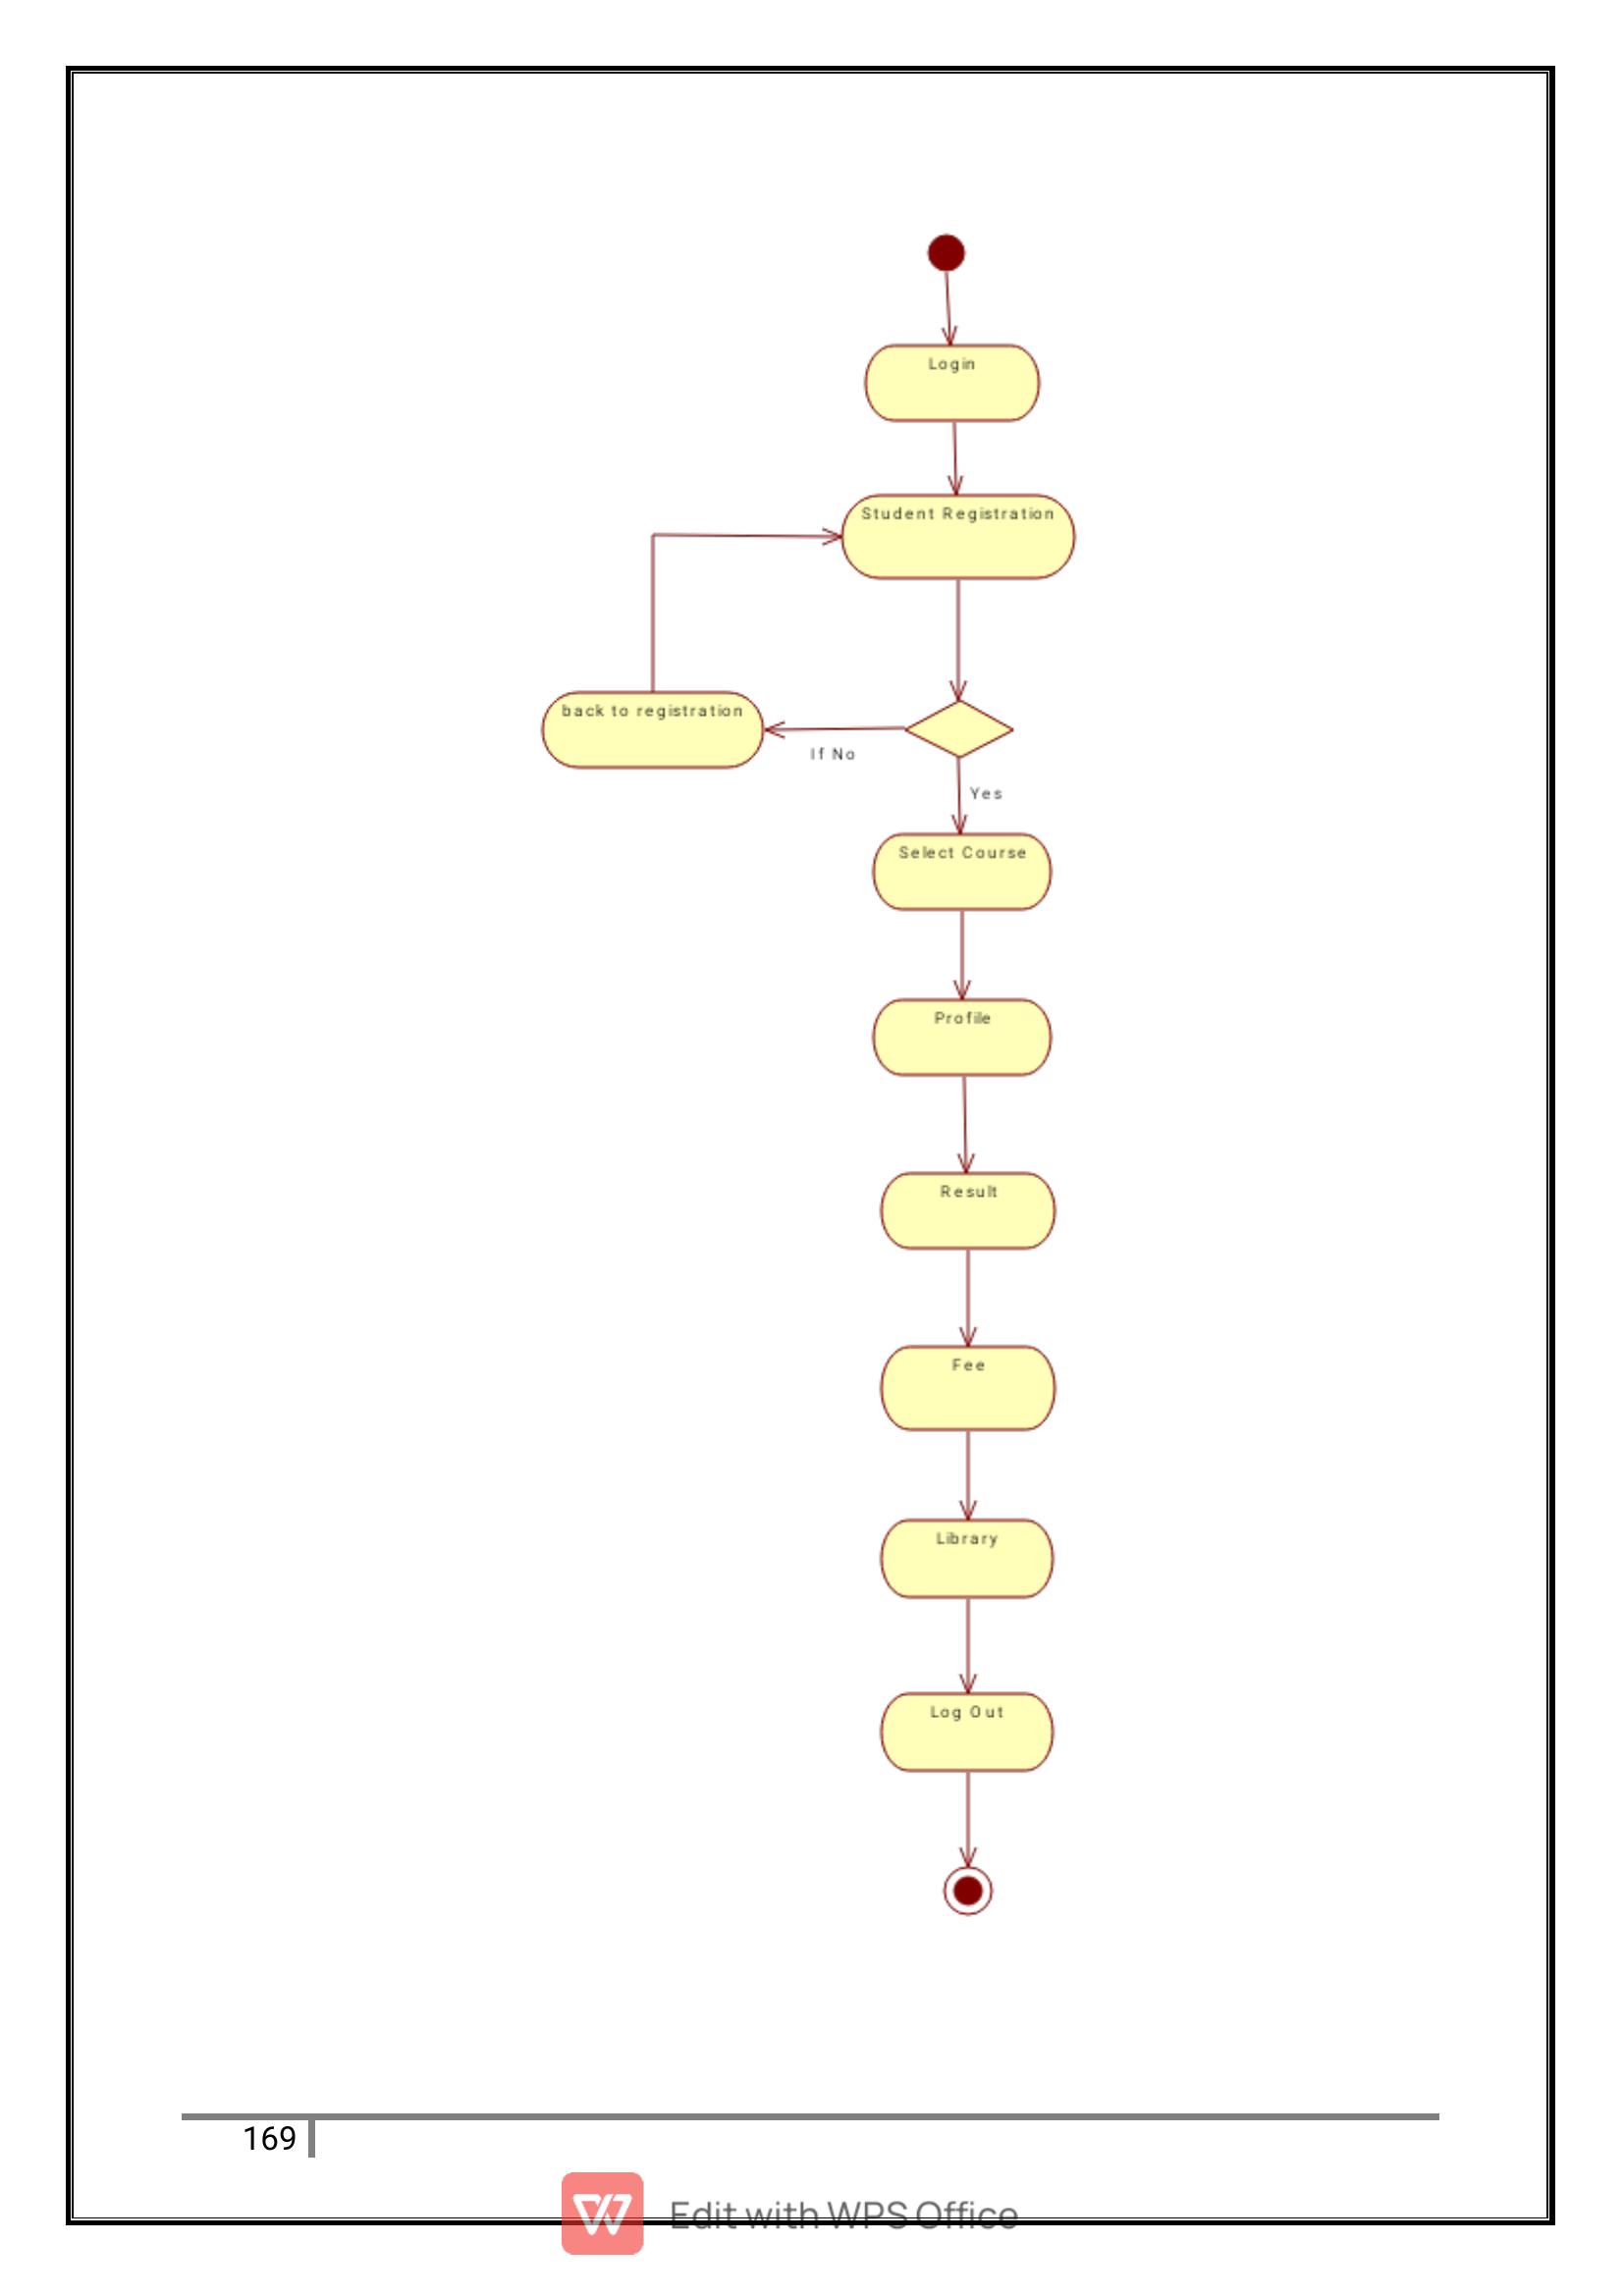 Login
Student Registration
back to registration
If No
Yes
Select Course
Profile
Result
Fee
Library
Log Out
169
Edit with WPS Office